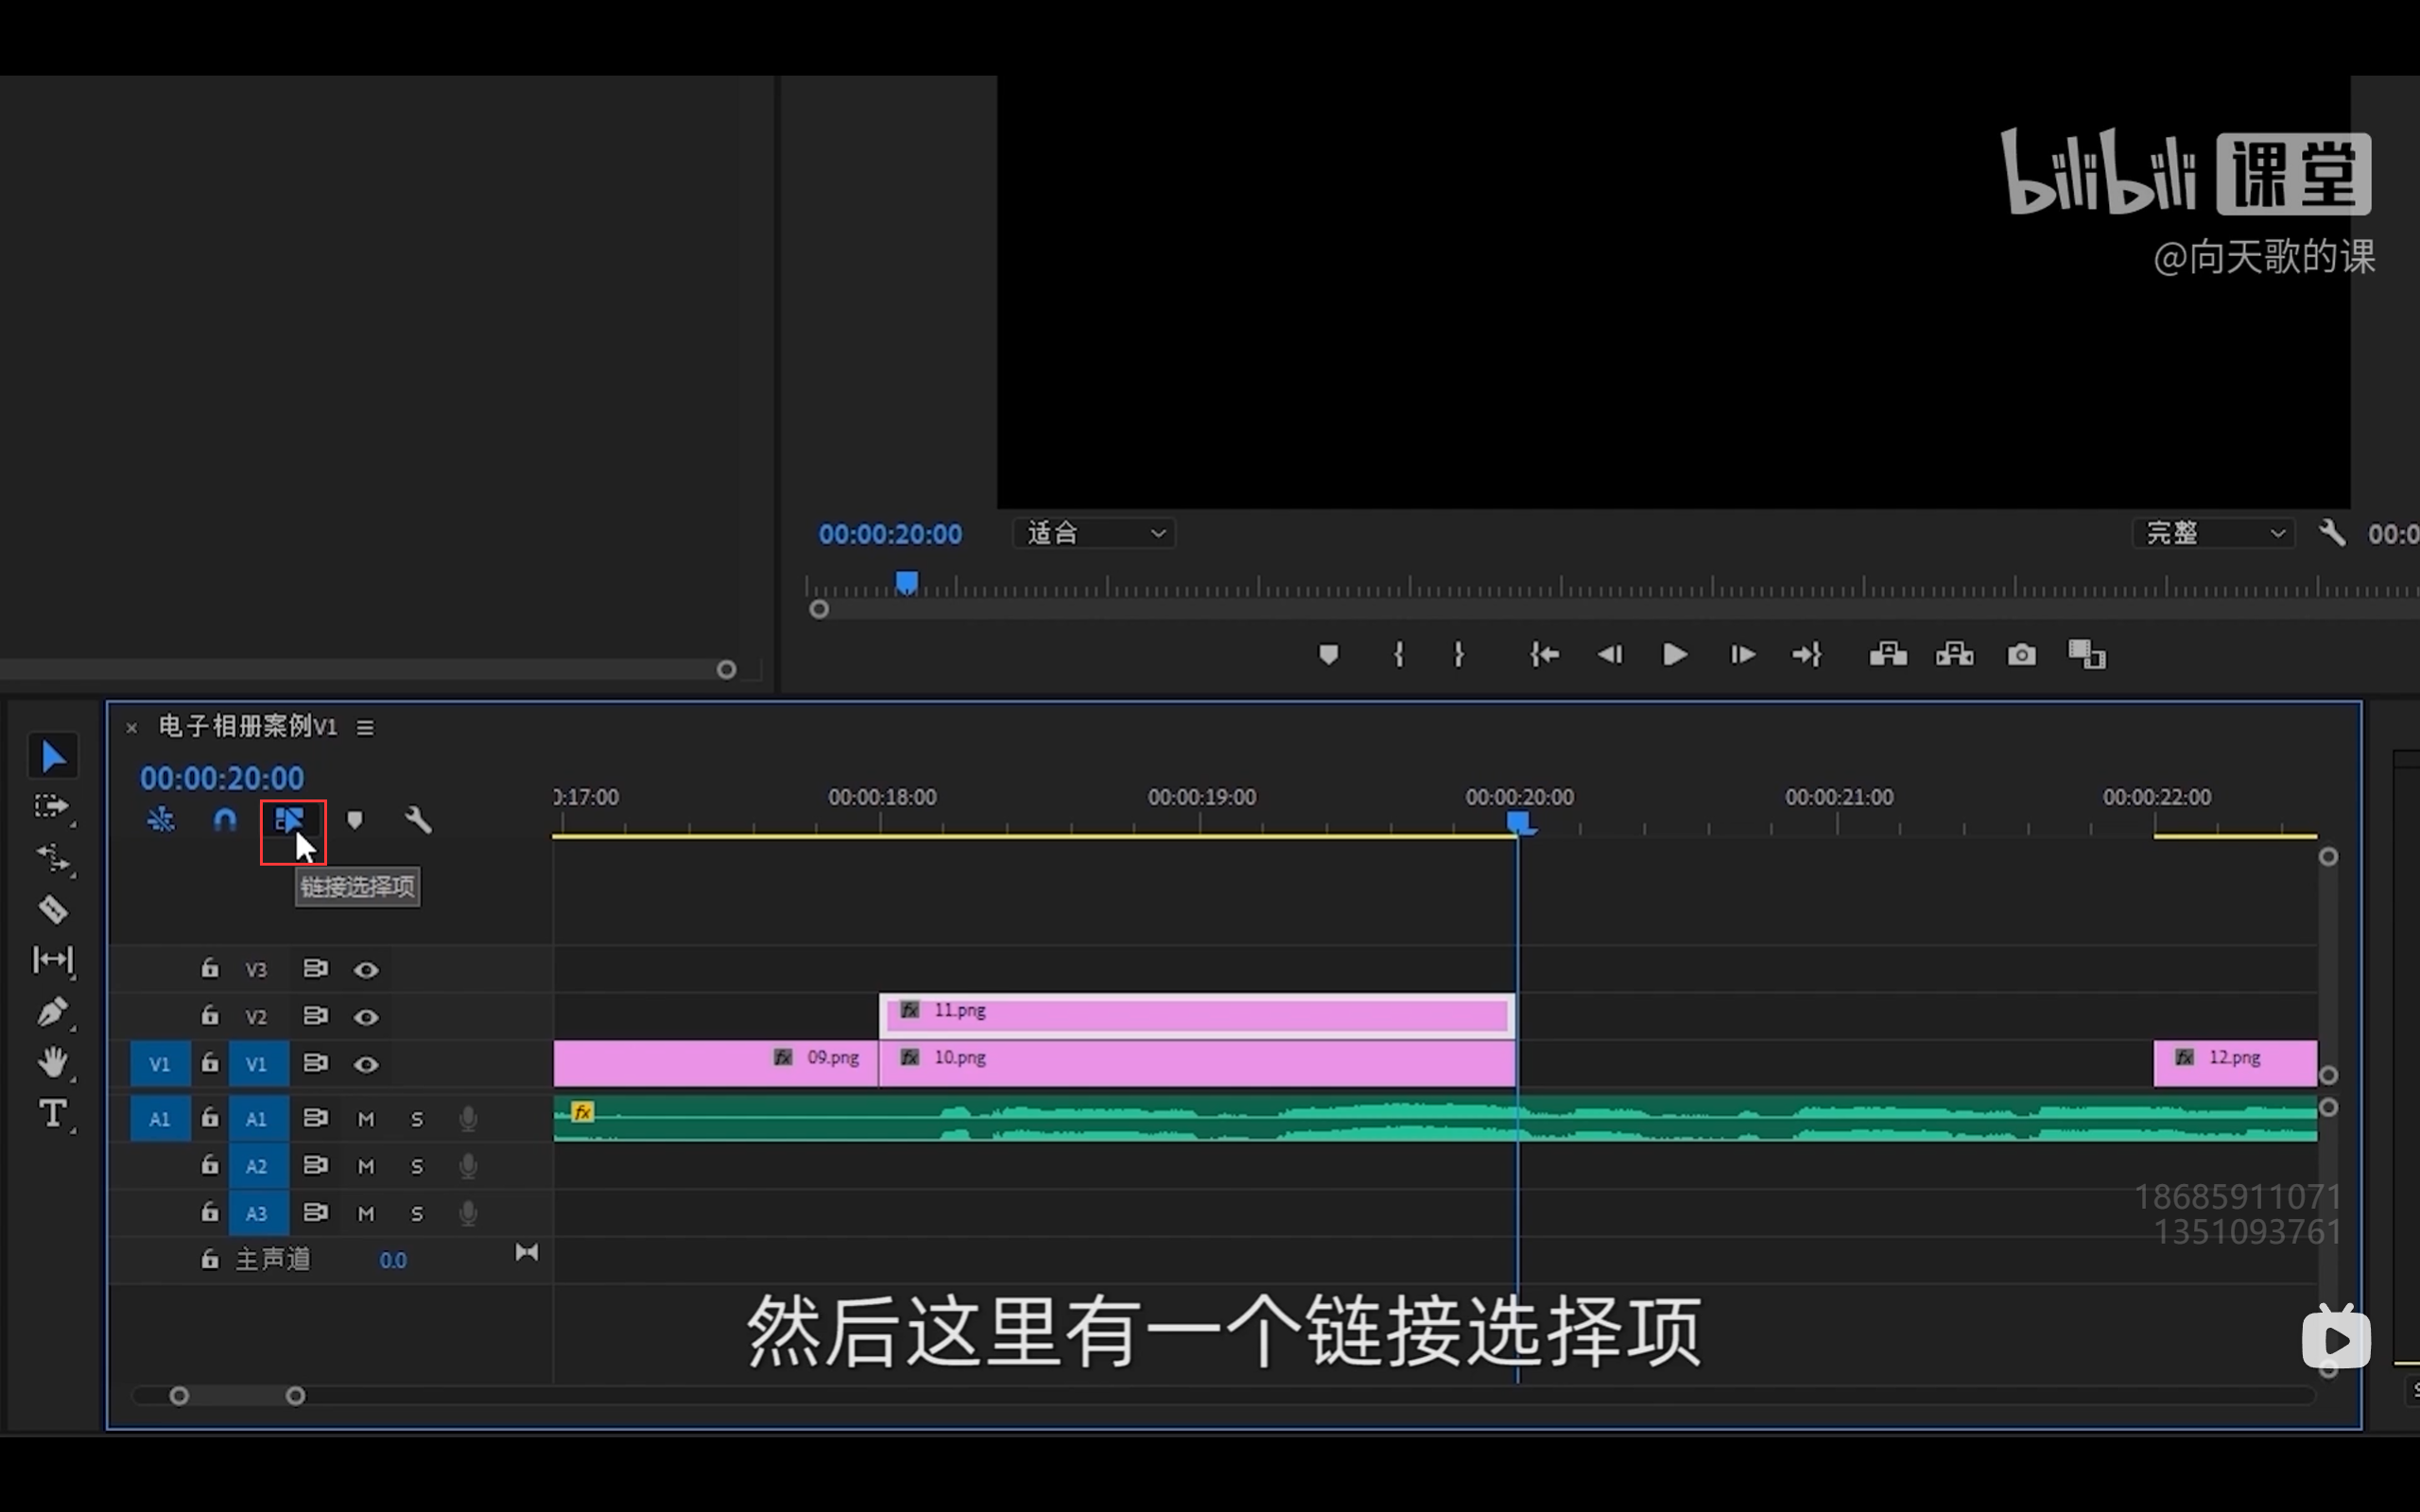 bilibili 课堂
@向天歌的课
00:00:20:00 适合 完整 00:0
× 电子相册案例V1
00:00:20:00
0:17:00 00:00:18:00 00:00:19:00 00:00:20:00 00:00:21:00 00:00:22:00
链接选择项
V3
V2 fx 11.png
V1 V1 fx 09.png fx 10.png fx 12.png
A1 A1 M S fx
A2 M S
A3 M S
18685911071
1351093761
主声道 0.0
然后这里有一个链接选择项
T